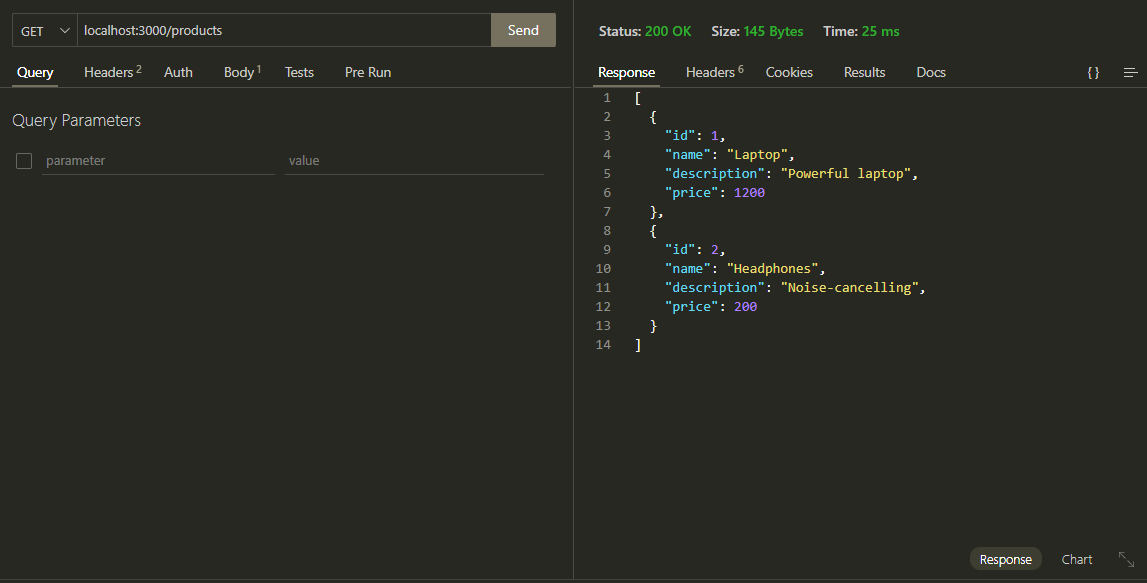 GET localhost:3000/products Send
Query Headers 2 Auth Body 1 Tests Pre Run
Query Parameters
parameter value
Status: 200 OK Size: 145 Bytes Time: 25 ms
Response Headers 6 Cookies Results Docs { }
1 [
2 {
3 "id": 1,
4 "name": "Laptop",
5 "description": "Powerful laptop",
6 "price": 1200
7 },
8 {
9 "id": 2,
10 "name": "Headphones",
11 "description": "Noise-cancelling",
12 "price": 200
13 }
14 ]
Response Chart